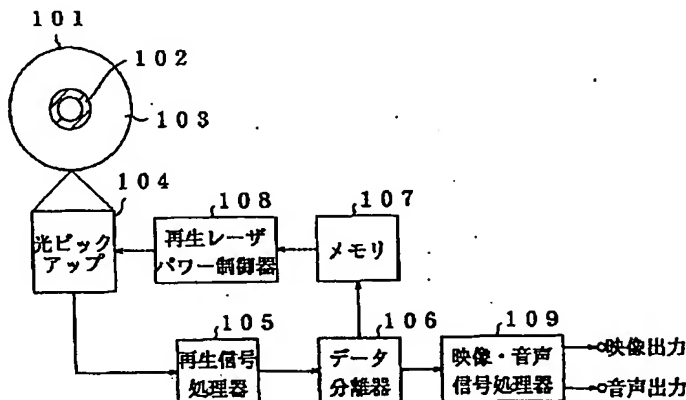 101
102
103
104
108
107
光ピック
アップ
再生レーザ
パワー制御器
メモリ
105
106
109
再生信号
処理器
データ
分離器
映像・音声
信号処理器
映像出力
音声出力